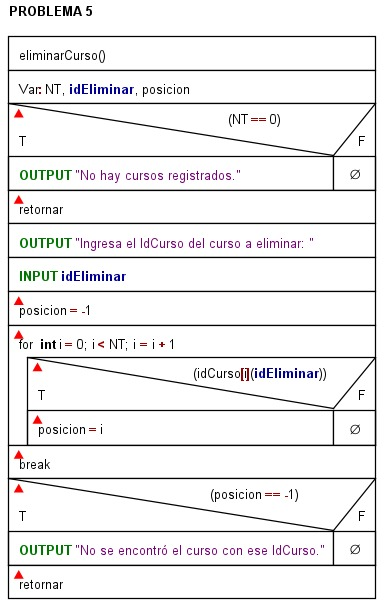 PROBLEMA 5
eliminarCurso()
Var: NT, idEliminar, posicion
(NT == 0)
T F
OUTPUT "No hay cursos registrados." Ø
retornar
OUTPUT "Ingresa el IdCurso del curso a eliminar: "
INPUT idEliminar
posicion = -1
for int i = 0; i < NT; i = i + 1
(idCurso[i](idEliminar))
T F
posicion = i Ø
break
(posicion == -1)
T F
OUTPUT "No se encontró el curso con ese IdCurso." Ø
retornar